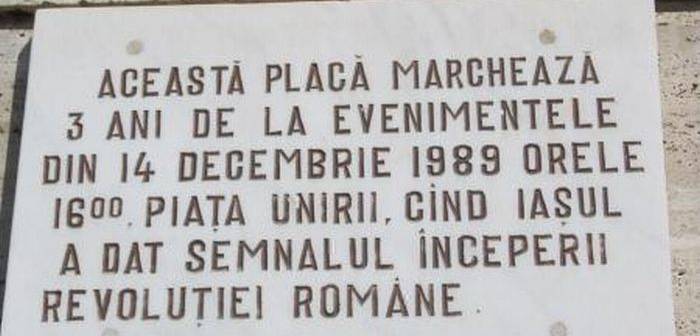 ACEASTĂ PLACĂ MARCHEAZĂ
3 ANI DE LA EVENIMENTELE
DIN 14 DECEMBRIE 1989 ORELE
16⁰⁰, PIAȚA UNIRII, CÎND IAȘUL
A DAT SEMNALUL ÎNCEPERII
REVOLUȚIEI ROMÂNE.